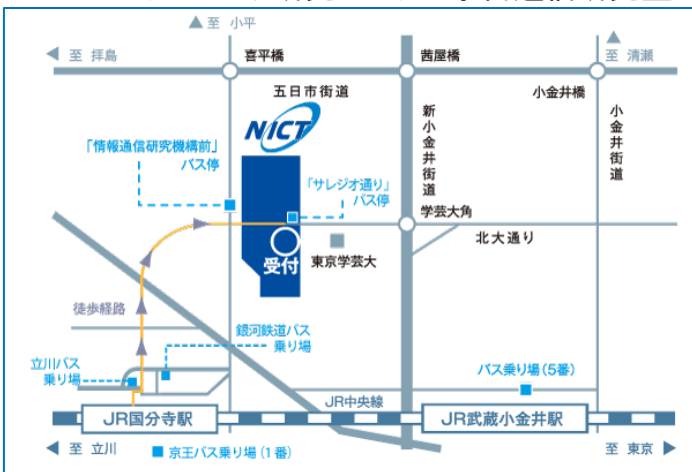 ▲至 小平
◀至 拝島
喜平橋
茜屋橋
▲至 清瀬
五日市街道
小金井橋
NICT
新小金井街道
小金井街道
「情報通信研究機構前」
バス停
「サレジオ通り」
バス停
学芸大角
北大通り
受付
東京学芸大
徒歩経路
銀河鉄道バス
乗り場
立川バス
乗り場
バス乗り場(5番)
JR中央線
JR国分寺駅
JR武蔵小金井駅
◀至 立川
■京王バス乗り場(1番)
至 東京▶